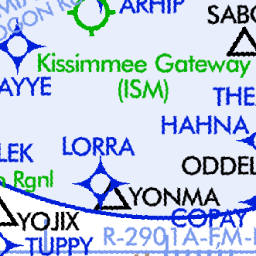 ARHIP
SABO
Kissimmee Gateway
(ISM)
AYYE
THE
HAHNA
LORRA
LEK
ODDEL
Rgnl
YONMA
COPAY
YOJIX
R-2901A-FM-
TUPPY